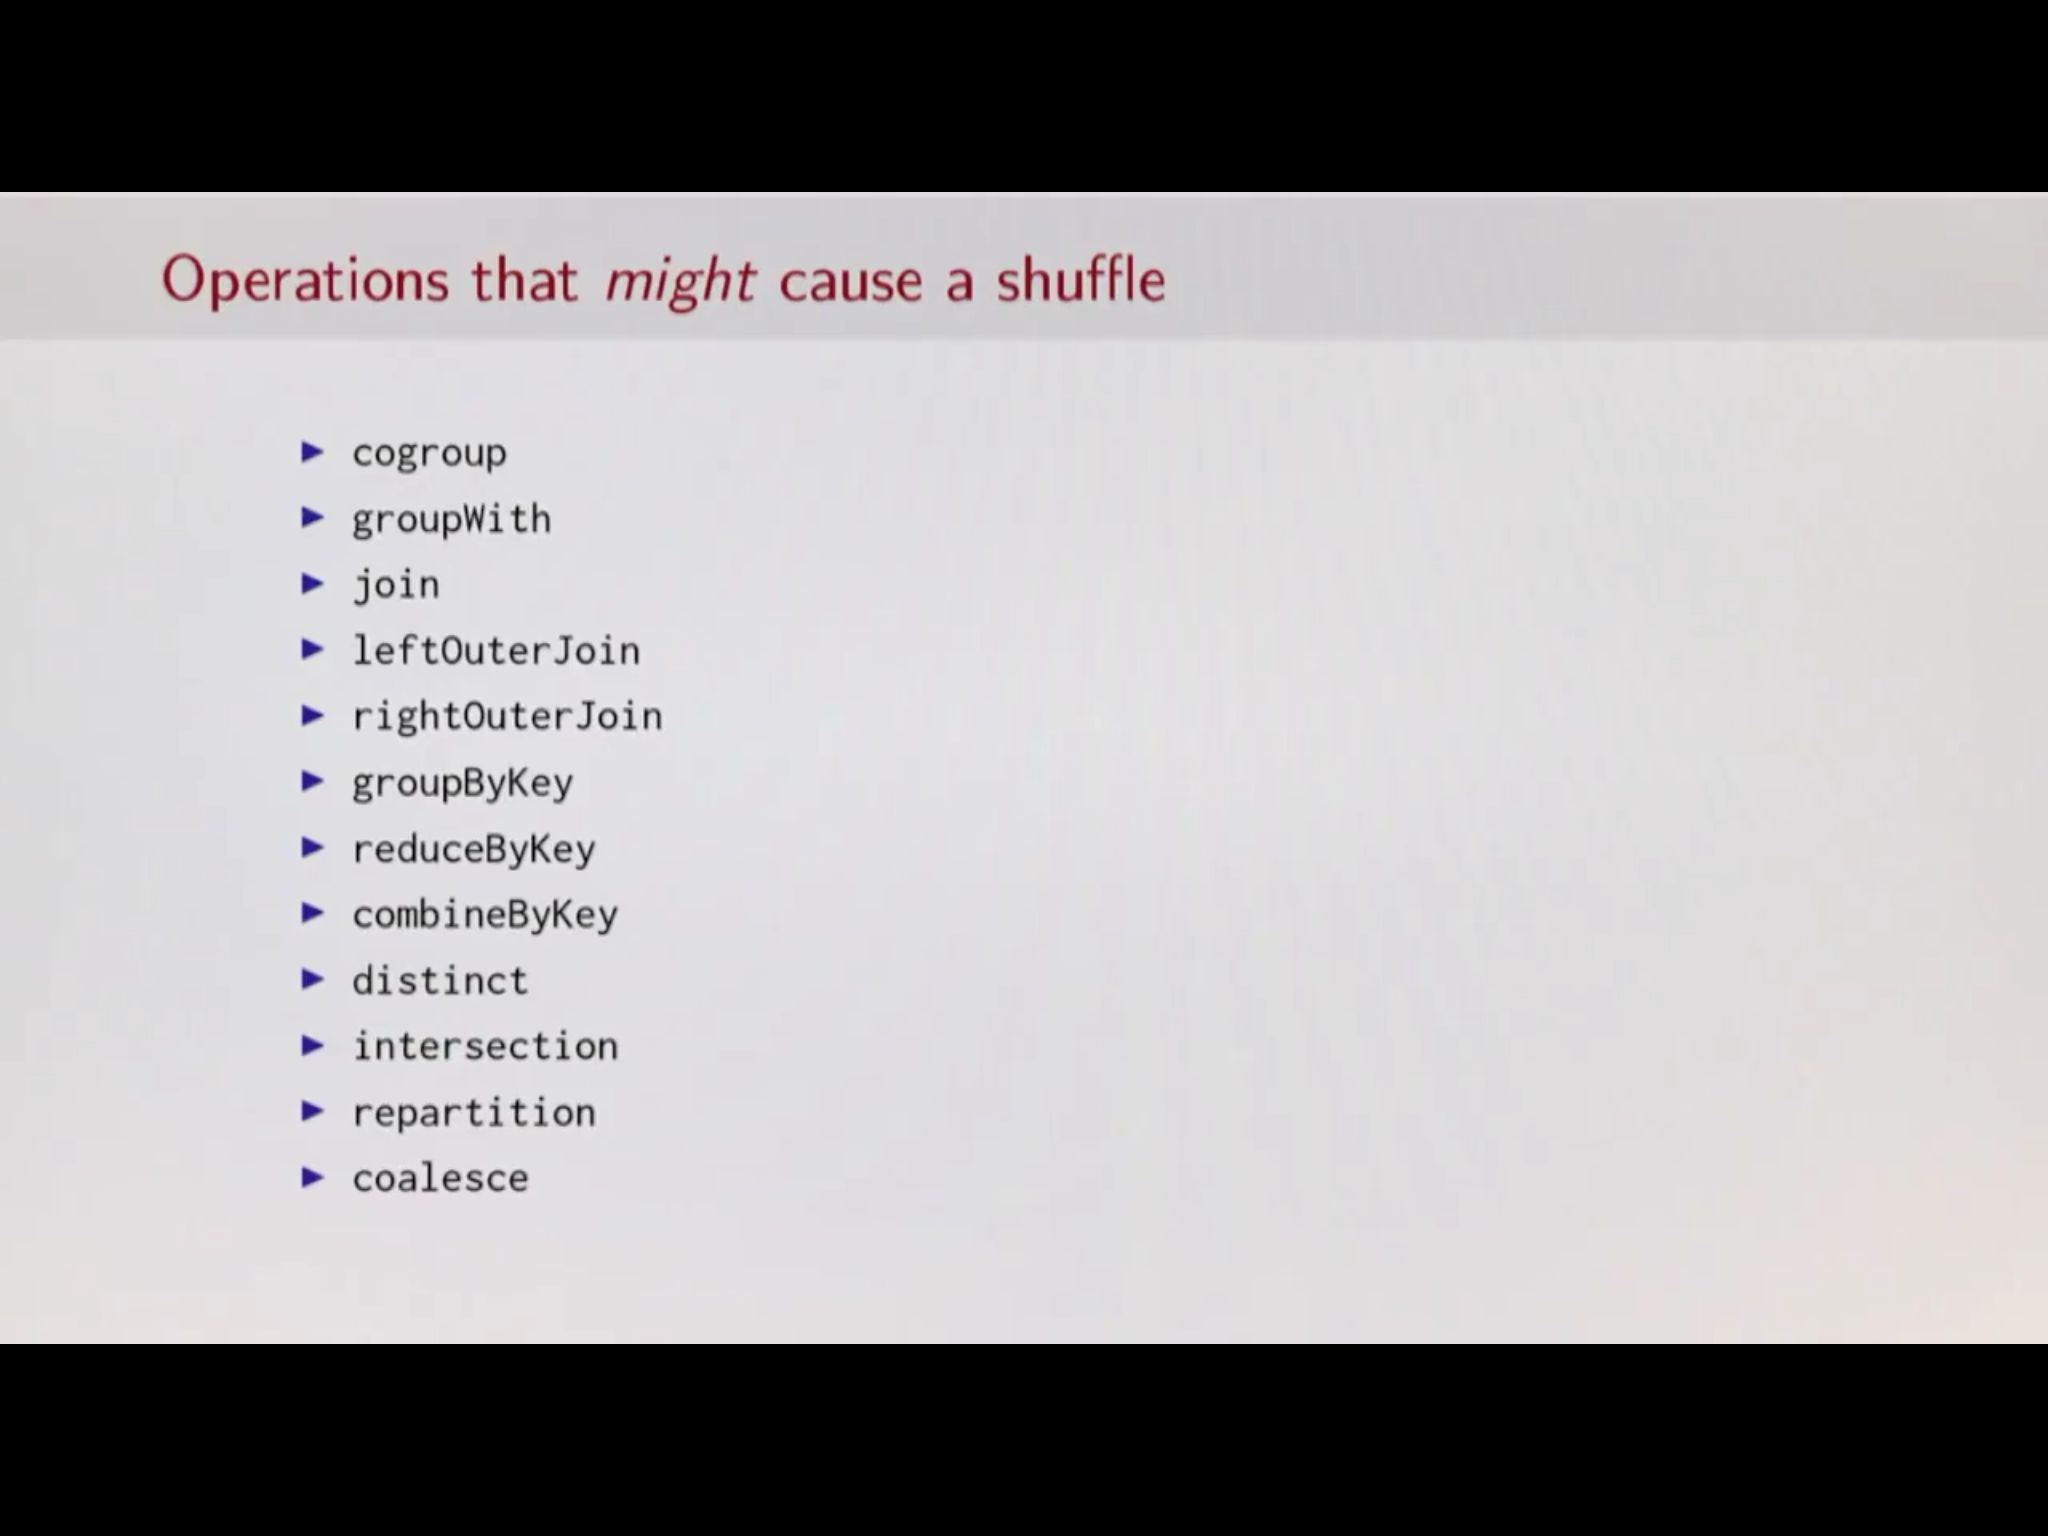 Operations that might cause a shuffle
▶ cogroup
▶ groupWith
▶ join
▶ leftOuterJoin
▶ rightOuterJoin
▶ groupByKey
▶ reduceByKey
▶ combineByKey
▶ distinct
▶ intersection
▶ repartition
▶ coalesce